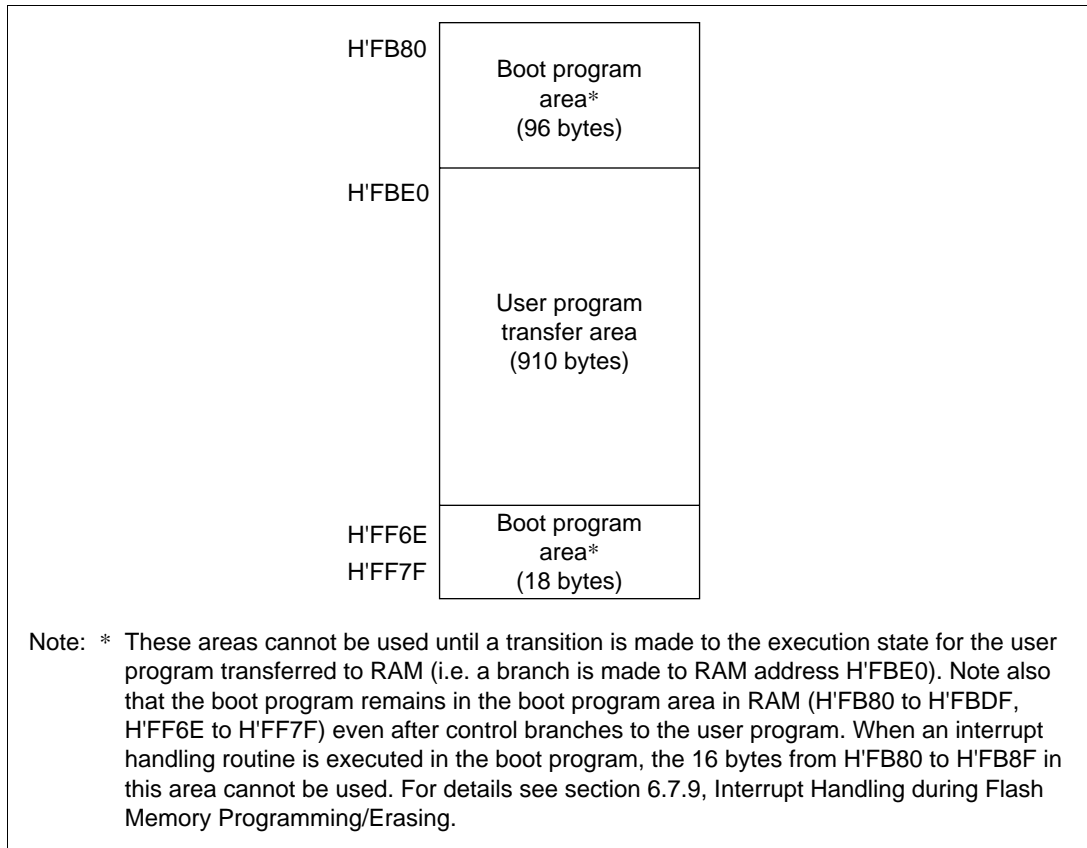 H'FB80
Boot program
area*
(96 bytes)
H'FBE0
User program
transfer area
(910 bytes)
H'FF6E
H'FF7F
Boot program
area*
(18 bytes)
Note: * These areas cannot be used until a transition is made to the execution state for the user
program transferred to RAM (i.e. a branch is made to RAM address H'FBE0). Note also
that the boot program remains in the boot program area in RAM (H'FB80 to H'FBDF,
H'FF6E to H'FF7F) even after control branches to the user program. When an interrupt
handling routine is executed in the boot program, the 16 bytes from H'FB80 to H'FB8F in
this area cannot be used. For details see section 6.7.9, Interrupt Handling during Flash
Memory Programming/Erasing.